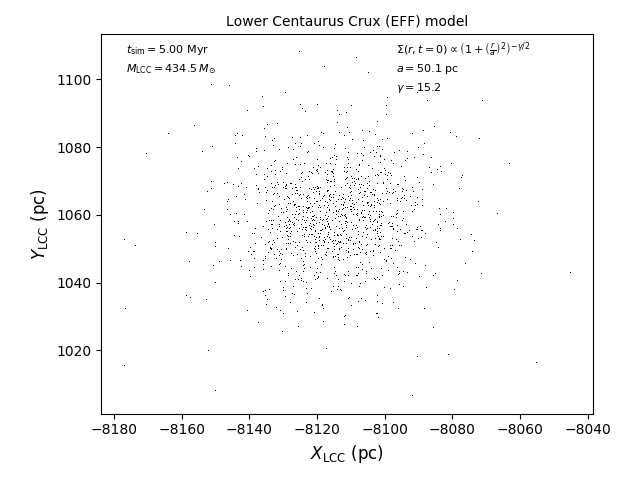 Lower Centaurus Crux (EFF) model
t_sim = 5.00 Myr
M_LCC = 434.5 M_⊙
Σ(r, t = 0) ∝ (1 + (r/a)²)^(−γ/2)
a = 50.1 pc
γ = 15.2
Y_LCC (pc)
1100
1080
1060
1040
1020
−8180 −8160 −8140 −8120 −8100 −8080 −8060 −8040
X_LCC (pc)